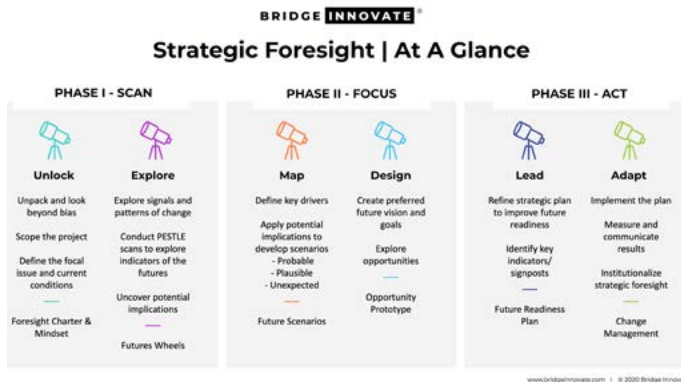 BRIDGE INNOVATE®
Strategic Foresight | At A Glance
PHASE I - SCAN
Unlock
Unpack and look
beyond bias
Scope the project
Define the focal
issue and current
conditions
Foresight Charter &
Mindset
Explore
Explore signals and
patterns of change
Conduct PESTLE
scans to explore
indicators of the
futures
Uncover potential
implications
Futures Wheels
PHASE II - FOCUS
Map
Define key drivers
Apply potential
implications to
develop scenarios
- Probable
- Plausible
- Unexpected
Future Scenarios
Design
Create preferred
future vision and
goals
Explore
opportunities
Opportunity
Prototype
PHASE III - ACT
Lead
Refine strategic plan
to improve future
readiness
Identify key
indicators/
signposts
Future Readiness
Plan
Adapt
Implement the plan
Measure and
communicate
results
Institutionalize
strategic foresight
Change
Management
www.bridgeinnovate.com | © 2020 Bridge Innov